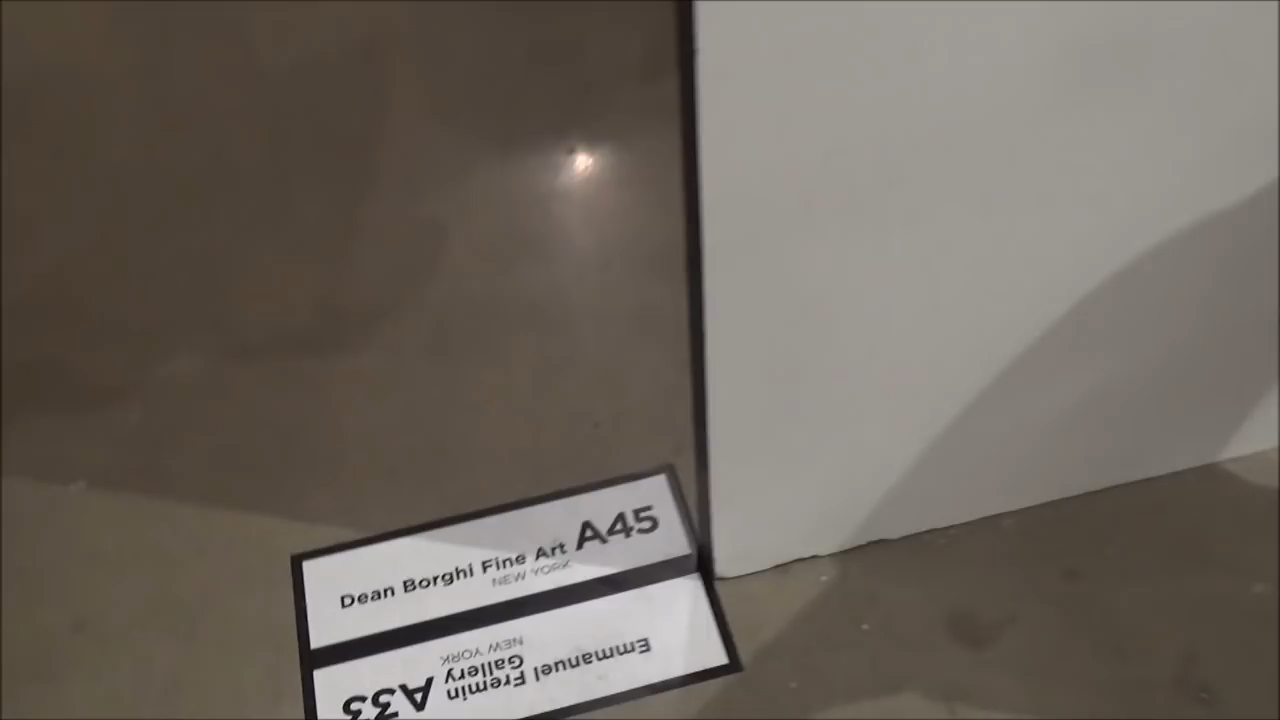 Dean Borghi Fine Art A45
NEW YORK
Emmanuel Fremin
Gallery A33
NEW YORK